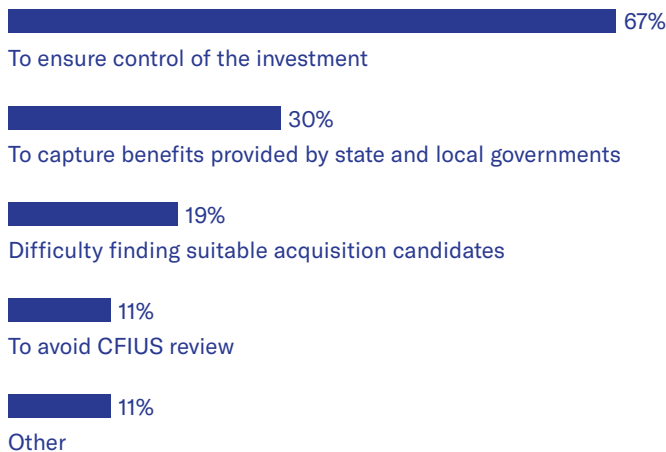 67%
To ensure control of the investment
30%
To capture benefits provided by state and local governments
19%
Difficulty finding suitable acquisition candidates
11%
To avoid CFIUS review
11%
Other